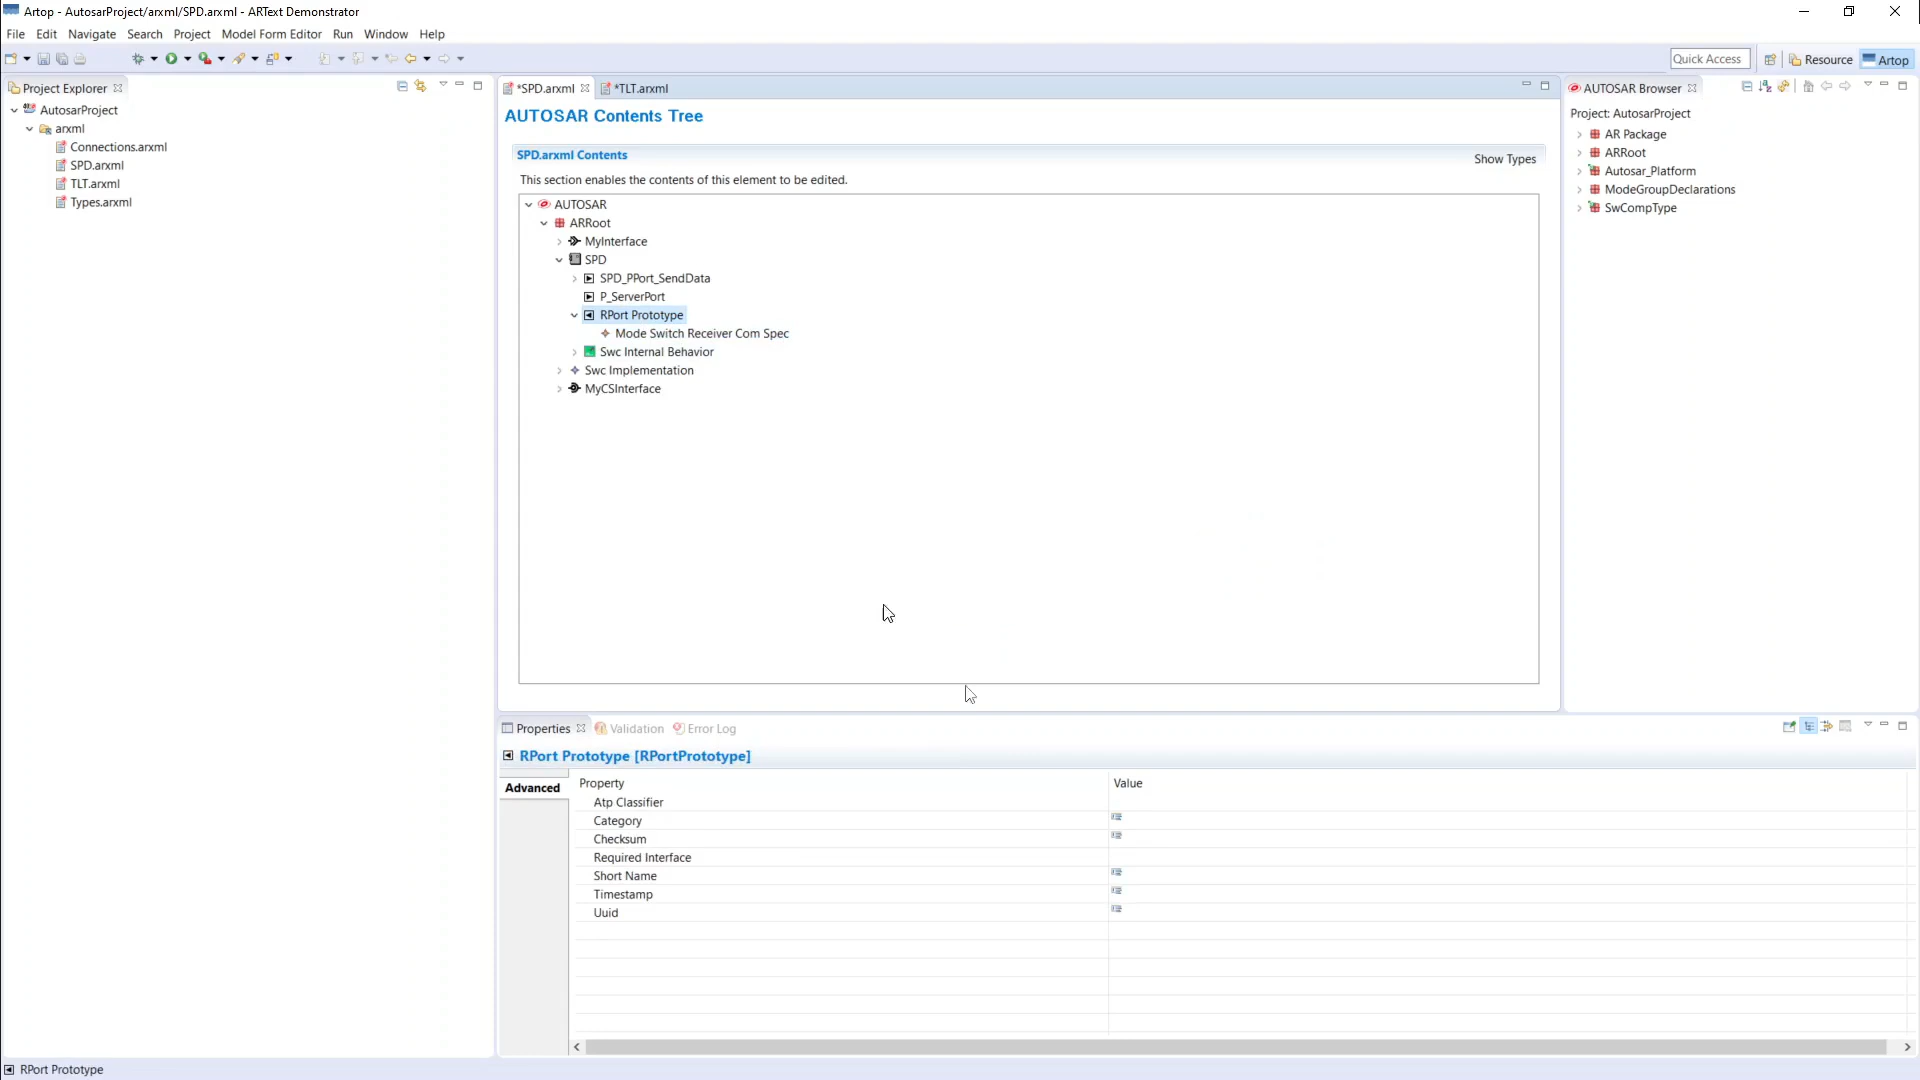 Artop - AutosarProject/arxml/SPD.arxml - ARText Demonstrator
File Edit Navigate Search Project Model Form Editor Run Window Help
Quick Access
Resource
Artop
Project Explorer
AutosarProject
arxml
Connections.arxml
SPD.arxml
TLT.arxml
Types.arxml
*SPD.arxml
*TLT.arxml
AUTOSAR Contents Tree
SPD.arxml Contents
Show Types
This section enables the contents of this element to be edited.
AUTOSAR
ARRoot
MyInterface
SPD
SPD_PPort_SendData
P_ServerPort
RPort Prototype
Mode Switch Receiver Com Spec
Swc Internal Behavior
Swc Implementation
MyCSInterface
AUTOSAR Browser
Project: AutosarProject
AR Package
ARRoot
Autosar_Platform
ModeGroupDeclarations
SwCompType
Properties
Validation
Error Log
RPort Prototype [RPortPrototype]
Advanced
Property Value
Atp Classifier
Category
Checksum
Required Interface
Short Name
Timestamp
Uuid
RPort Prototype